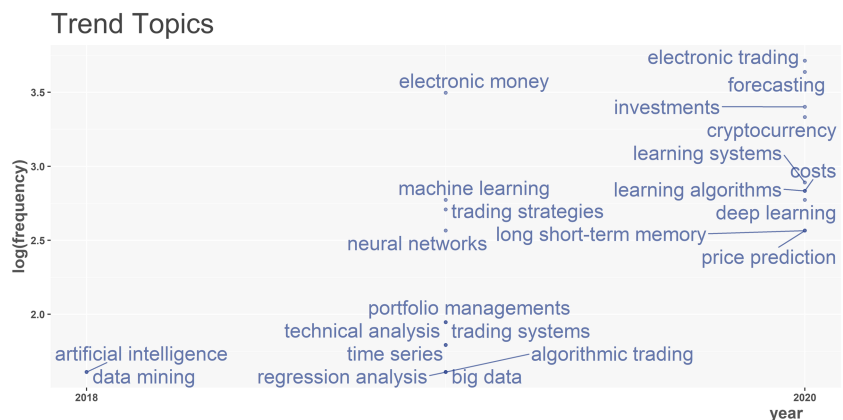 Trend Topics
electronic trading
electronic money
forecasting
3.5
investments
cryptocurrency
learning systems
3.0
costs
machine learning
learning algorithms
trading strategies
deep learning
long short-term memory
2.5
neural networks
price prediction
log(frequency)
portfolio managements
2.0
technical analysis
trading systems
artificial intelligence
time series
algorithmic trading
data mining
regression analysis
big data
2018
2020
year